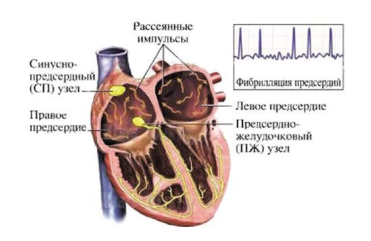 Рассеянные
импульсы
Синусно-
предсердный
(СП) узел
Правое
предсердие
Фибрилляция предсердий
Левое предсердие
Предсердно-
желудочковый
(ПЖ) узел